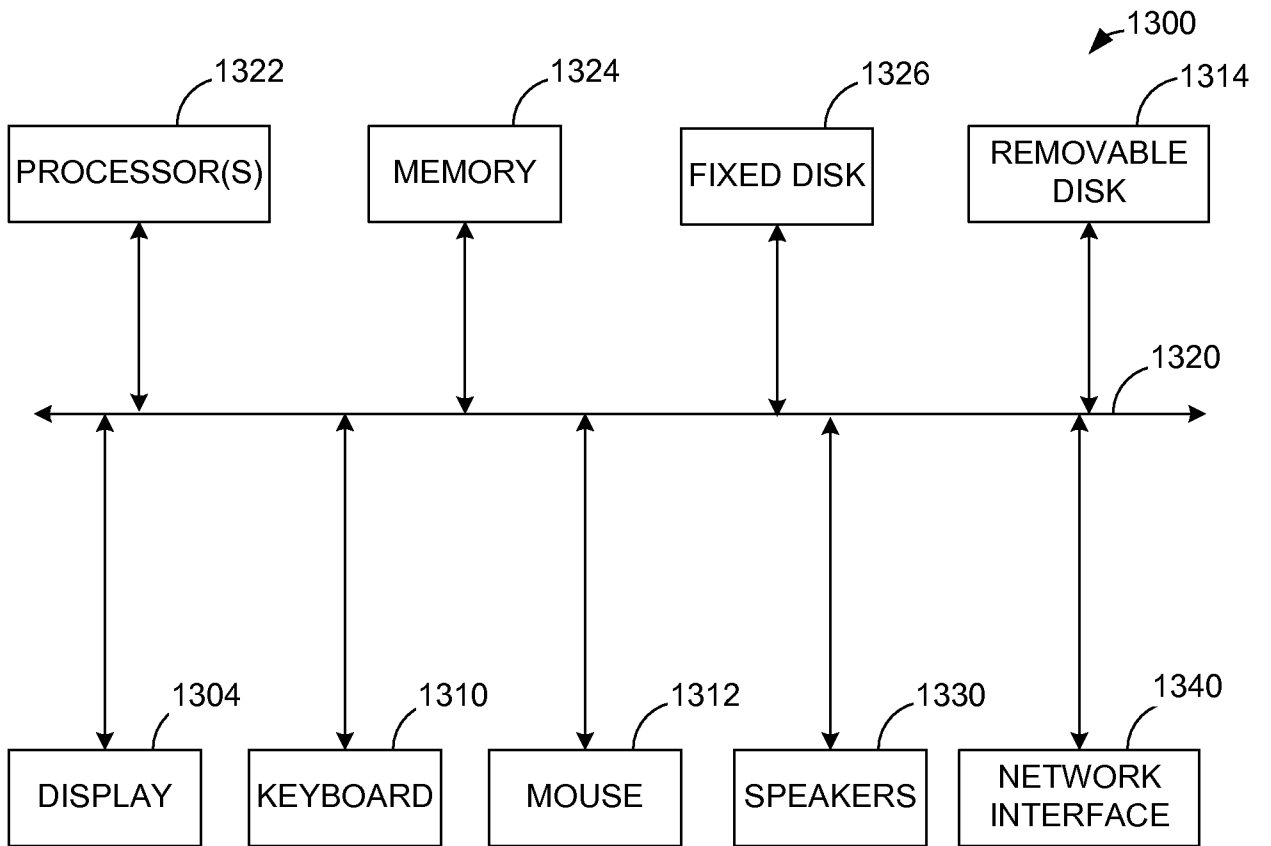 1300
1322
1324
1326
1314
PROCESSOR(S)
MEMORY
FIXED DISK
REMOVABLE
DISK
1320
1304
1310
1312
1330
1340
DISPLAY
KEYBOARD
MOUSE
SPEAKERS
NETWORK
INTERFACE